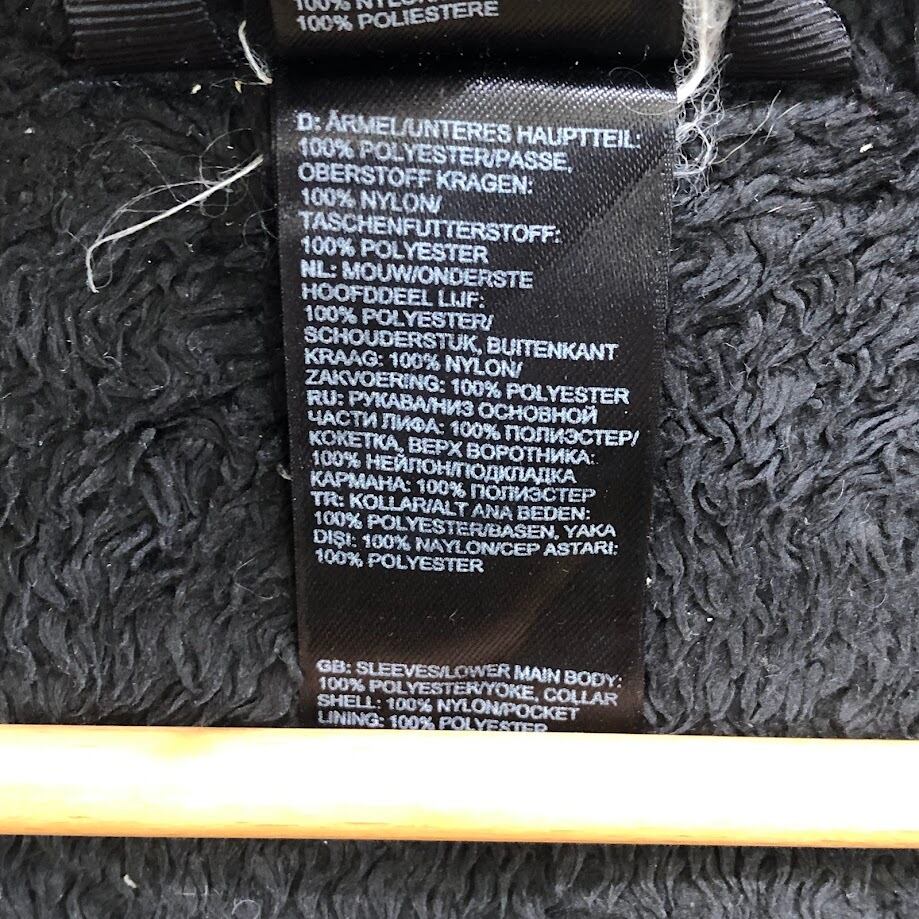 100% POLIESTERE
D: ÄRMEL/UNTERES HAUPTTEIL:
100% POLYESTER/PASSE,
OBERSTOFF KRAGEN:
100% NYLON/
TASCHENFUTTERSTOFF:
100% POLYESTER
NL: MOUW/ONDERSTE
HOOFDDEEL LIJF:
100% POLYESTER/
SCHOUDERSTUK, BUITENKANT
KRAAG: 100% NYLON/
ZAKVOERING: 100% POLYESTER
RU: РУКАВА/НИЗ ОСНОВНОЙ
ЧАСТИ ЛИФА: 100% ПОЛИЭСТЕР/
КОКЕТКА, ВЕРХ ВОРОТНИКА:
100% НЕЙЛОН/ПОДКЛАДКА
КАРМАНА: 100% ПОЛИЭСТЕР
TR: KOLLAR/ALT ANA BEDEN:
100% POLYESTER/BASEN, YAKA
DISI: 100% NAYLON/CEP ASTARI:
100% POLYESTER
GB: SLEEVES/LOWER MAIN BODY:
100% POLYESTER/YOKE, COLLAR
SHELL: 100% NYLON/POCKET
LINING: 100% POLYESTER